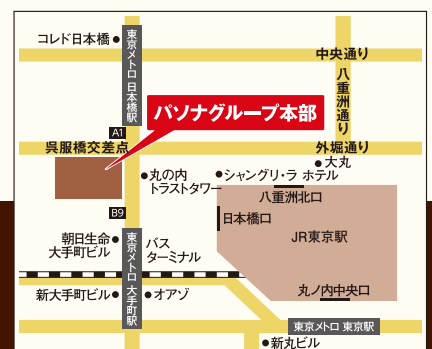 コレド日本橋
東京メトロ 日本橋駅
中央通り
八重洲通り
パソナグループ本部
A1
呉服橋交差点
外堀通り
大丸
丸の内
トラストタワー
シャングリ・ラ ホテル
八重洲北口
B9
日本橋口
朝日生命
大手町ビル
東京メトロ 大手町駅
バス
ターミナル
JR東京駅
新大手町ビル
オアゾ
丸ノ内中央口
東京メトロ 東京駅
新丸ビル